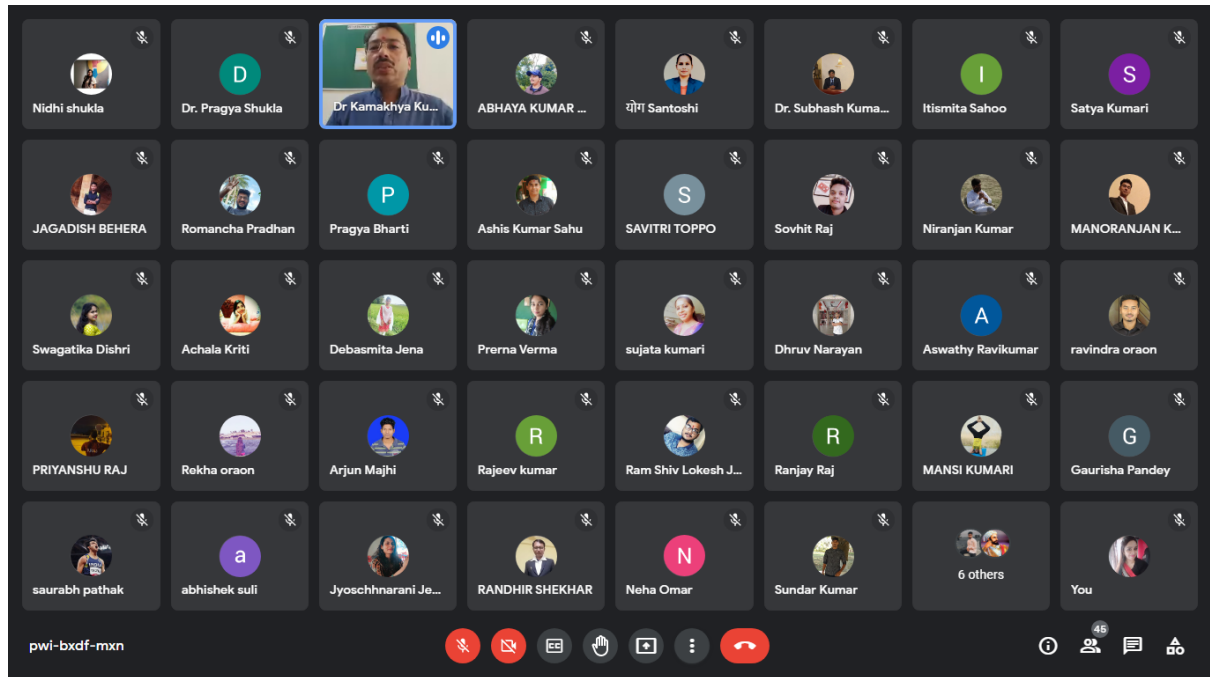 Nidhi shukla
D
Dr. Pragya Shukla
Dr Kamakhya Ku...
ABHAYA KUMAR ...
योग Santoshi
Dr. Subhash Kuma...
I
Itismita Sahoo
S
Satya Kumari
JAGADISH BEHERA
Romancha Pradhan
P
Pragya Bharti
Ashis Kumar Sahu
S
SAVITRI TOPPO
Sovhit Raj
Niranjan Kumar
MANORANJAN K...
Swagatika Dishri
Achala Kriti
Debasmita Jena
Prerna Verma
sujata kumari
Dhruv Narayan
A
Aswathy Ravikumar
ravindra oraon
PRIYANSHU RAJ
Rekha oraon
Arjun Majhi
R
Rajeev kumar
Ram Shiv Lokesh J...
R
Ranjay Raj
MANSI KUMARI
G
Gaurisha Pandey
saurabh pathak
a
abhishek suli
Jyoschhnarani Je...
RANDHIR SHEKHAR
N
Neha Omar
Sundar Kumar
6 others
You
pwi-bxdf-mxn
CC
45